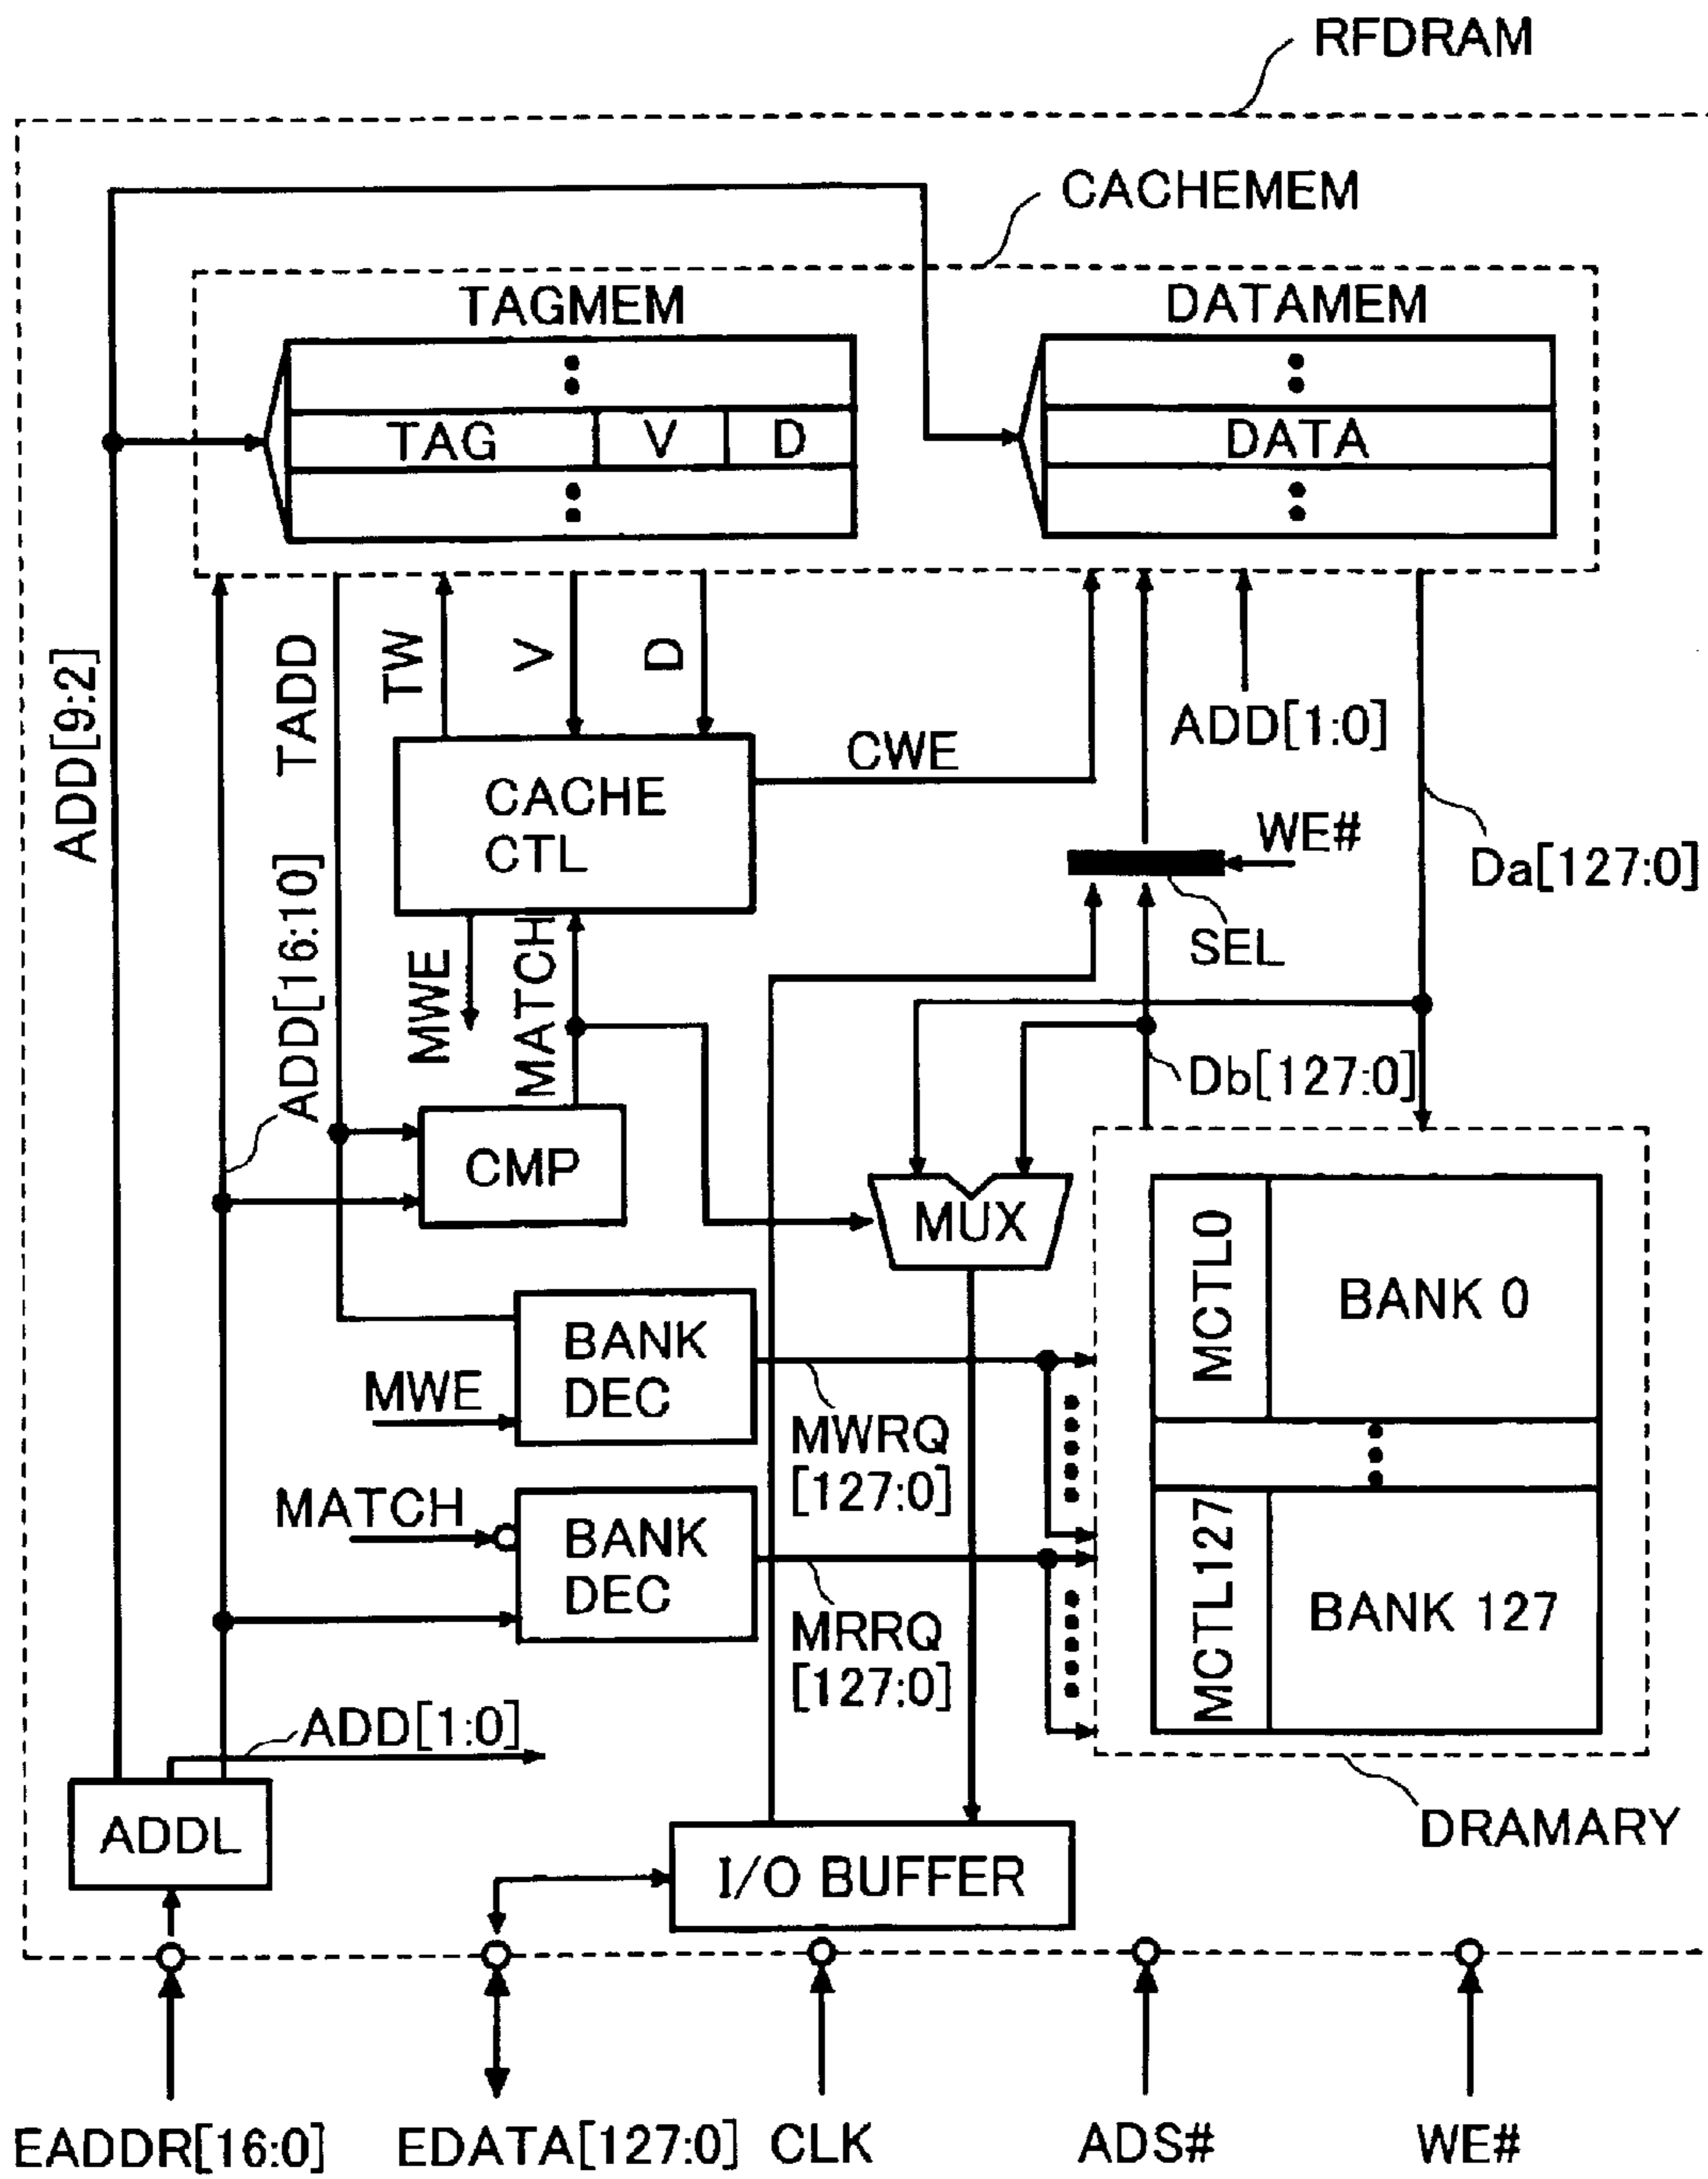 RFDRAM
CACHEMEM
TAGMEM
DATAMEM
TAG
V
D
DATA
ADD[9:2]
TADD
TW
V
D
CWE
ADD[1:0]
CACHE
CTL
WE#
Da[127:0]
SEL
ADD[16:10]
MWE
MATCH
Db[127:0]
CMP
MUX
MCTL0
BANK 0
BANK
DEC
MWE
MWRQ
[127:0]
MATCH
BANK
DEC
MCTL127
BANK 127
MRRQ
[127:0]
ADD[1:0]
ADDL
DRAMARY
I/O BUFFER
EADDR[16:0]
EDATA[127:0]
CLK
ADS#
WE#